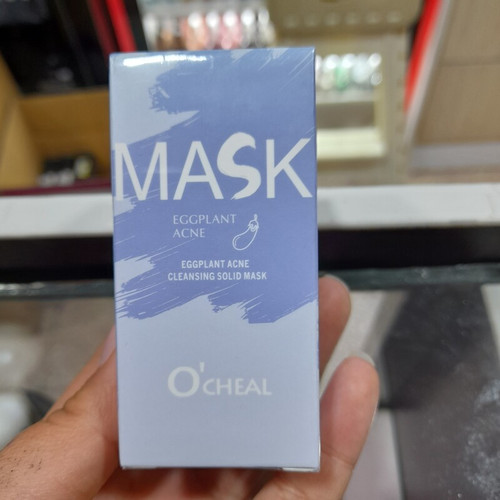 MASK
EGGPLANT
ACNE
EGGPLANT ACNE
CLEANSING SOLID MASK
O'CHEAL